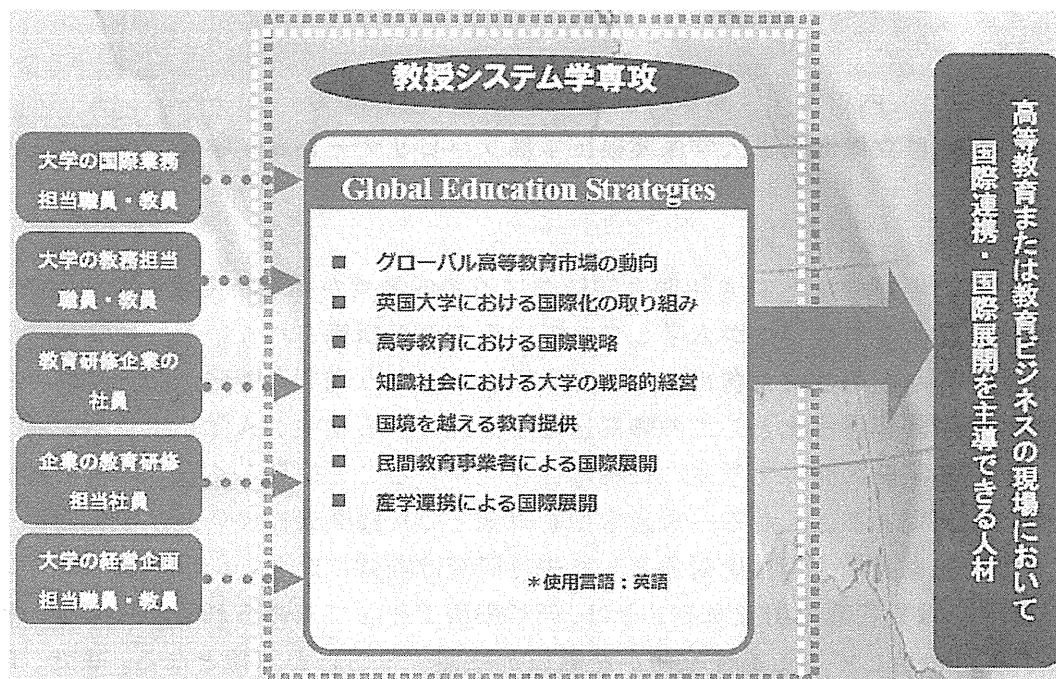 教授システム学専攻
大学の国際業務
担当職員・教員
大学の教務担当
職員・教員
教育研修企業の
社員
企業の教育研修
担当社員
大学の経営企画
担当職員・教員
Global Education Strategies
■ グローバル高等教育市場の動向
■ 英国大学における国際化の取り組み
■ 高等教育における国際戦略
■ 知識社会における大学の戦略的経営
■ 国境を越える教育提供
■ 民間教育事業者による国際展開
■ 産学連携による国際展開
＊使用言語：英語
高等教育または教育ビジネスの現場において
国際連携・国際展開を主導できる人材